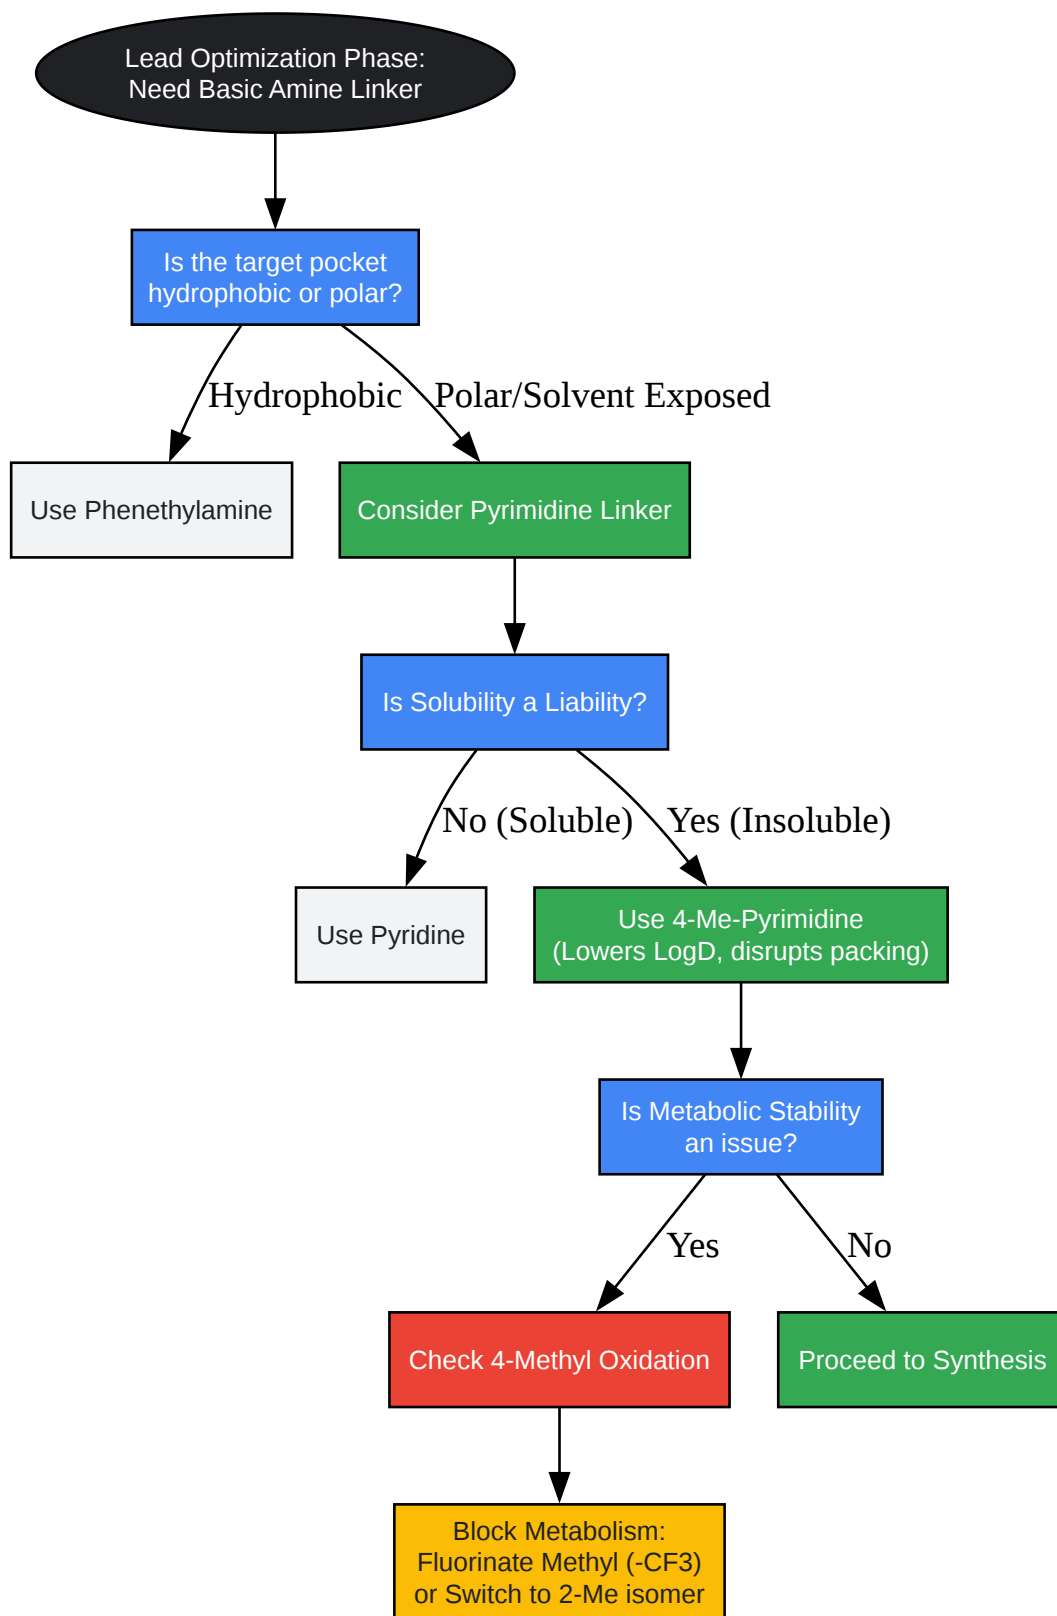 Lead Optimization Phase:
Need Basic Amine Linker
Is the target pocket
hydrophobic or polar?
Hydrophobic
Polar/Solvent Exposed
Use Phenethylamine
Consider Pyrimidine Linker
Is Solubility a Liability?
No (Soluble)
Yes (Insoluble)
Use Pyridine
Use 4-Me-Pyrimidine
(Lowers LogD, disrupts packing)
Is Metabolic Stability
an issue?
Yes
No
Check 4-Methyl Oxidation
Proceed to Synthesis
Block Metabolism:
Fluorinate Methyl (-CF3)
or Switch to 2-Me isomer